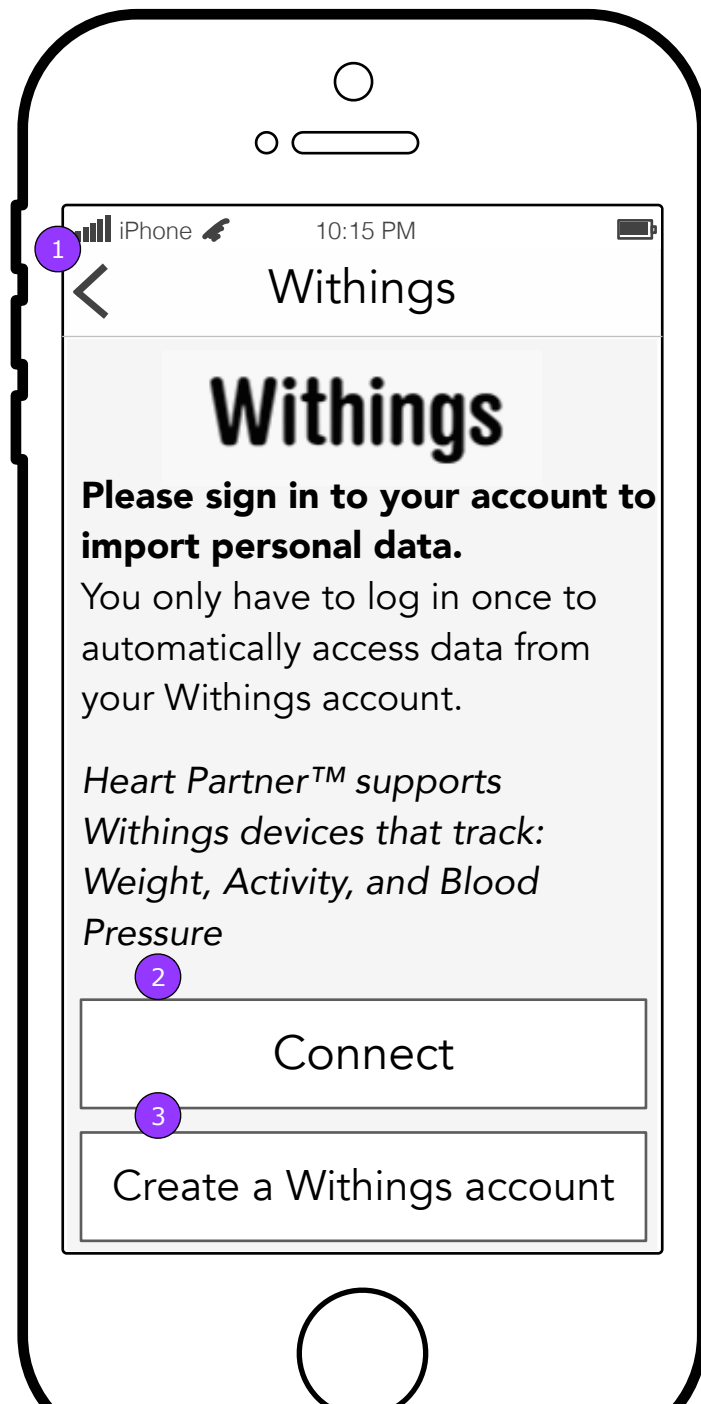 iPhone 10:15 PM
1
Withings
Withings
Please sign in to your account to
import personal data.
You only have to log in once to
automatically access data from
your Withings account.
Heart Partner™ supports
Withings devices that track:
Weight, Activity, and Blood
Pressure
2
Connect
3
Create a Withings account